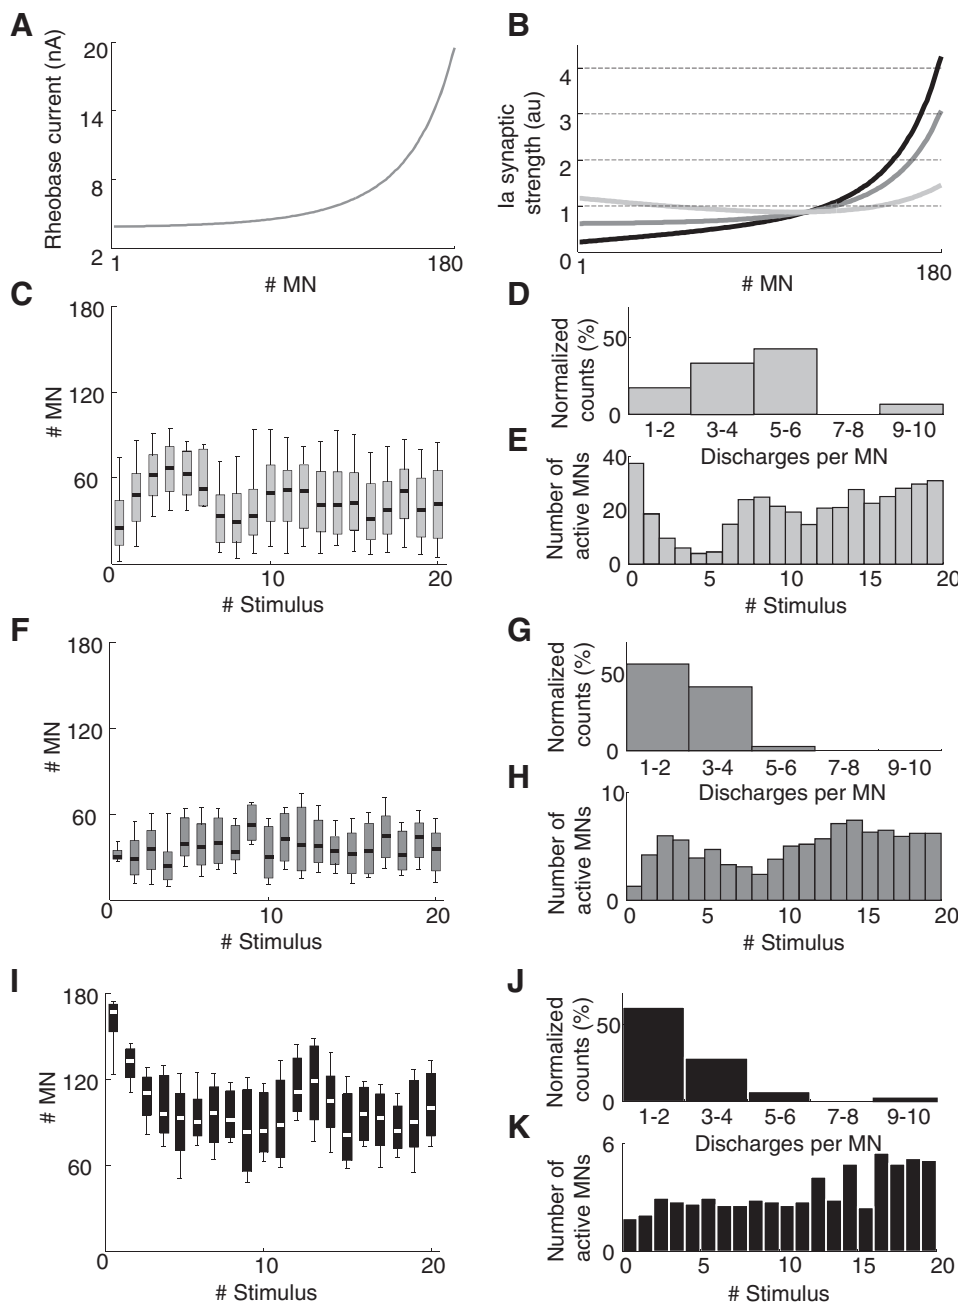 A
Rheobase current (nA)
20
14
8
2
1
180
# MN
B
Ia synaptic
strength (au)
4
3
2
1
0
1
180
# MN
C
# MN
180
120
60
0
10
20
# Stimulus
D
Normalized
counts (%)
50
0
1-2 3-4 5-6 7-8 9-10
Discharges per MN
E
Number of
active MNs
40
20
0
0 5 10 15 20
# Stimulus
F
# MN
180
120
60
0
10
20
# Stimulus
G
Normalized
counts (%)
50
0
1-2 3-4 5-6 7-8 9-10
Discharges per MN
H
Number of
active MNs
10
5
0
0 5 10 15 20
# Stimulus
I
# MN
180
120
60
0
10
20
# Stimulus
J
Normalized
counts (%)
50
0
1-2 3-4 5-6 7-8 9-10
Discharges per MN
K
Number of
active MNs
6
3
0
0 5 10 15 20
# Stimulus